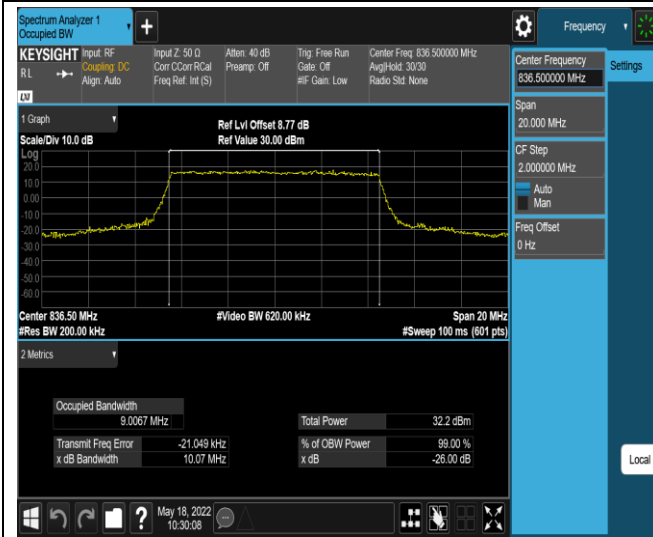 Spectrum Analyzer 1
Occupied BW
+
Frequency
KEYSIGHT
RL
LXI
Input: RF
Coupling: DC
Align: Auto
Input Z: 50 Ω
Corr CCorr RCal
Freq Ref: Int (S)
Atten: 40 dB
Preamp: Off
Trig: Free Run
Gate: Off
#IF Gain: Low
Center Freq: 836.500000 MHz
Avg|Hold: 30/30
Radio Std: None
Center Frequency
836.500000 MHz
Settings
Span
20.000 MHz
CF Step
2.000000 MHz
Auto
Man
Freq Offset
0 Hz
1 Graph
Scale/Div 10.0 dB
Ref Lvl Offset 8.77 dB
Ref Value 30.00 dBm
Log
20.0
10.0
0.00
-10.0
-20.0
-30.0
-40.0
-50.0
-60.0
Center 836.50 MHz
#Video BW 620.00 kHz
Span 20 MHz
#Res BW 200.00 kHz
#Sweep 100 ms (601 pts)
2 Metrics
Occupied Bandwidth
9.0067 MHz
Total Power 32.2 dBm
Transmit Freq Error -21.049 kHz
% of OBW Power 99.00 %
x dB Bandwidth 10.07 MHz
x dB -26.00 dB
Local
?
May 18, 2022
10:30:08